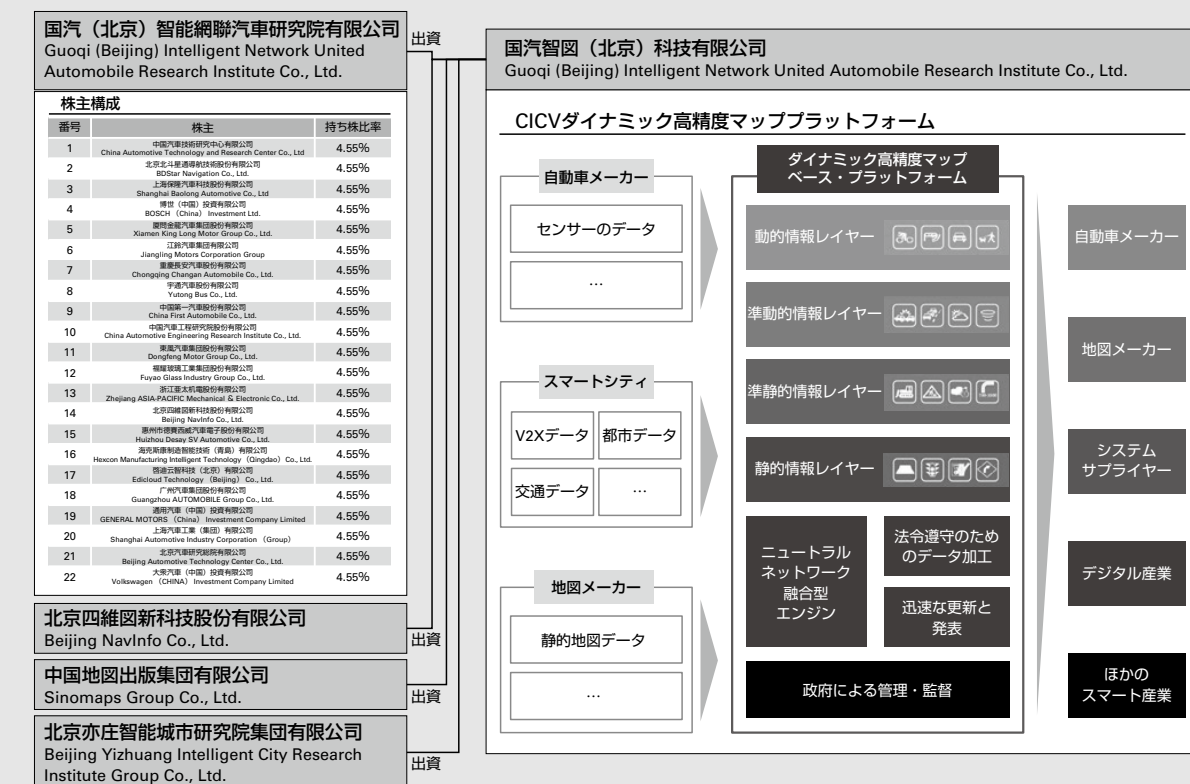 国汽（北京）智能網聯汽車研究院有限公司
Guoqi (Beijing) Intelligent Network United
Automobile Research Institute Co., Ltd.
株主構成
番号 株主 持ち株比率
1 中国汽車技術研究中心有限公司 4.55%
China Automotive Technology and Research Center Co., Ltd
2 北京北斗星通導航技術股份有限公司 4.55%
BDStar Navigation Co., Ltd.
3 上海保隆汽車科技股份有限公司 4.55%
Shanghai Baolong Automotive Co., Ltd
4 博世（中国）投資有限公司 4.55%
BOSCH （China） Investment Ltd.
5 廈門金龍汽車集団股份有限公司 4.55%
Xiamen King Long Motor Group Co., Ltd.
6 江鈴汽車集団有限公司 4.55%
Jiangling Motors Corporation Group
7 重慶長安汽車股份有限公司 4.55%
Chongqing Changan Automobile Co., Ltd.
8 宇通汽車股份有限公司 4.55%
Yutong Bus Co., Ltd.
9 中国第一汽車股份有限公司 4.55%
China First Automobile Co., Ltd.
10 中国汽車工程研究院股份有限公司 4.55%
China Automotive Engineering Research Institute Co., Ltd.
11 東風汽車集団股份有限公司 4.55%
Dongfeng Motor Group Co., Ltd.
12 福耀玻璃工業集団股份有限公司 4.55%
Fuyao Glass Industry Group Co., Ltd.
13 浙江亜太机電股份有限公司 4.55%
Zhejiang ASIA-PACIFIC Mechanical & Electronic Co., Ltd.
14 北京四維図新科技股份有限公司 4.55%
Beijing NavInfo Co., Ltd.
15 惠州市德賽西威汽車電子股份有限公司 4.55%
Huizhou Desay SV Automotive Co., Ltd.
16 海克斯康制造智能技術（青島）有限公司 4.55%
Hexcon Manufacturing Intelligent Technology （Qingdao）Co., Ltd.
17 啓迪云智科技（北京）有限公司 4.55%
Edicloud Technology （Beijing） Co., Ltd.
18 广州汽車集団股份有限公司 4.55%
Guangzhou AUTOMOBILE Group Co., Ltd.
19 通用汽車（中国）投資有限公司 4.55%
GENERAL MOTORS （China） Investment Company Limited
20 上海汽車工業（集団）有限公司 4.55%
Shanghai Automotive Industry Corporation （Group）
21 北京汽車研究総院有限公司 4.55%
Beijing Automotive Technology Center Co., Ltd.
22 大衆汽車（中国）投資有限公司 4.55%
Volkswagen （CHINA） Investment Company Limited
北京四維図新科技股份有限公司
Beijing NavInfo Co., Ltd.
中国地図出版集団有限公司
Sinomaps Group Co., Ltd.
北京亦庄智能城市研究院集団有限公司
Beijing Yizhuang Intelligent City Research
Institute Group Co., Ltd.
出資
出資
出資
出資
国汽智図（北京）科技有限公司
Guoqi (Beijing) Intelligent Network United Automobile Research Institute Co., Ltd.
CICVダイナミック高精度マッププラットフォーム
自動車メーカー
センサーのデータ
…
スマートシティ
V2Xデータ 都市データ
交通データ …
地図メーカー
静的地図データ
…
ダイナミック高精度マップ
ベース・プラットフォーム
動的情報レイヤー
準動的情報レイヤー
準静的情報レイヤー
静的情報レイヤー
ニュートラル
ネットワーク
融合型
エンジン
法令遵守のため
のデータ加工
迅速な更新と
発表
政府による管理・監督
自動車メーカー
地図メーカー
システム
サプライヤー
デジタル産業
ほかの
スマート産業